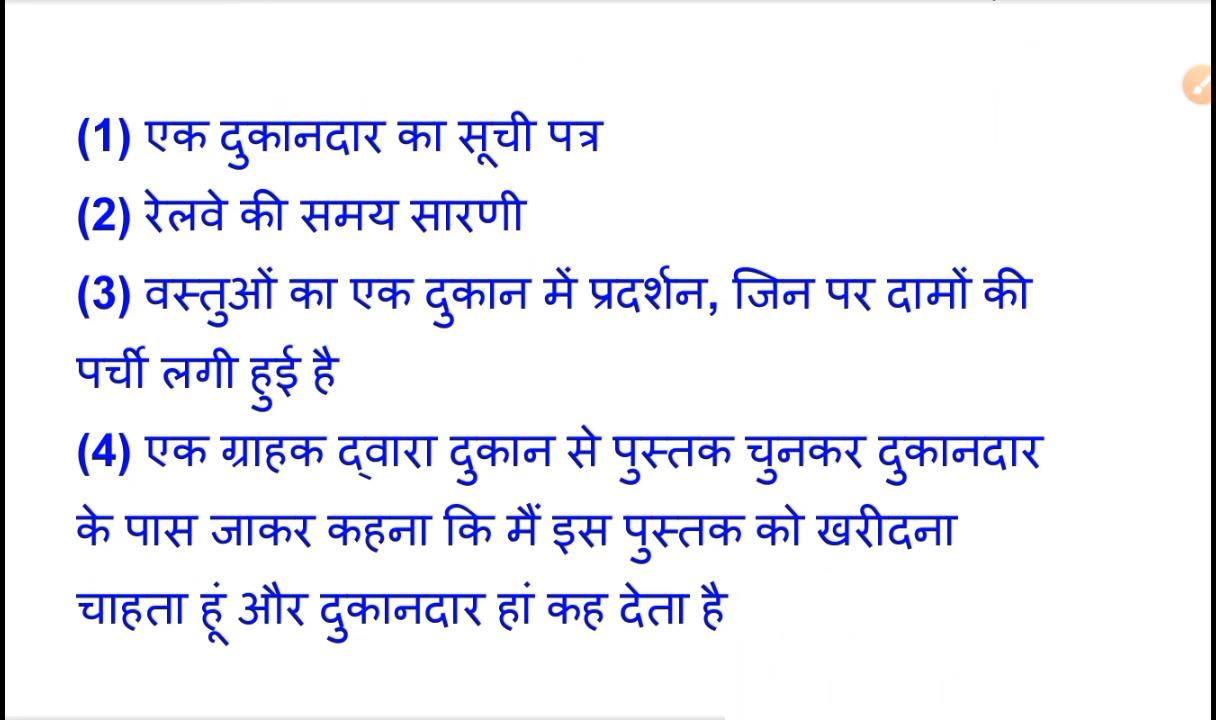 (1) एक दुकानदार का सूची पत्र
(2) रेलवे की समय सारणी
(3) वस्तुओं का एक दुकान में प्रदर्शन, जिन पर दामों की
पर्ची लगी हुई है
(4) एक ग्राहक द्वारा दुकान से पुस्तक चुनकर दुकानदार
के पास जाकर कहना कि मैं इस पुस्तक को खरीदना
चाहता हूं और दुकानदार हां कह देता है